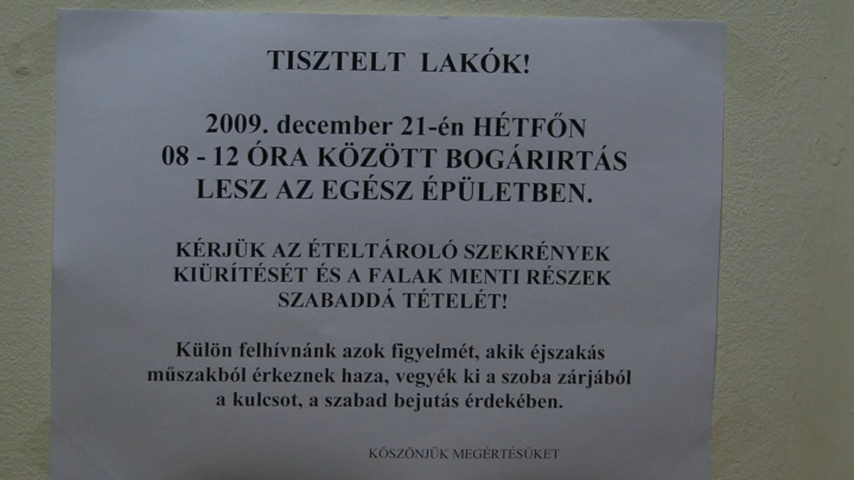 TISZTELT LAKÓK!
2009. december 21-én HÉTFŐN
08 - 12 ÓRA KÖZÖTT BOGÁRIRTÁS
LESZ AZ EGÉSZ ÉPÜLETBEN.
KÉRJÜK AZ ÉTELTÁROLÓ SZEKRÉNYEK
KIÜRÍTÉSÉT ÉS A FALAK MENTI RÉSZEK
SZABADDÁ TÉTELÉT!
Külön felhívnánk azok figyelmét, akik éjszakás
műszakból érkeznek haza, vegyék ki a szoba zárjából
a kulcsot, a szabad bejutás érdekében.
KÖSZÖNJÜK MEGÉRTÉSÜKET